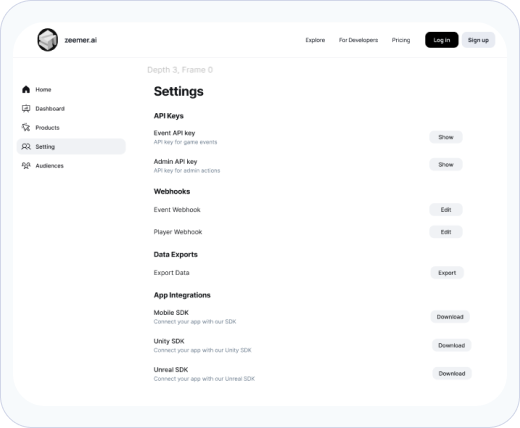 zeemer.ai
Explore
For Developers
Pricing
Log in
Sign up
Depth 3, Frame 0
Home
Dashboard
Products
Setting
Audiences
Settings
API Keys
Event API key
API key for game events
Show
Admin API key
API key for admin actions
Show
Webhooks
Event Webhook
Edit
Player Webhook
Edit
Data Exports
Export Data
Export
App Integrations
Mobile SDK
Connect your app with our SDK
Download
Unity SDK
Connect your app with our Unity SDK
Download
Unreal SDK
Connect your app with our Unreal SDK
Download